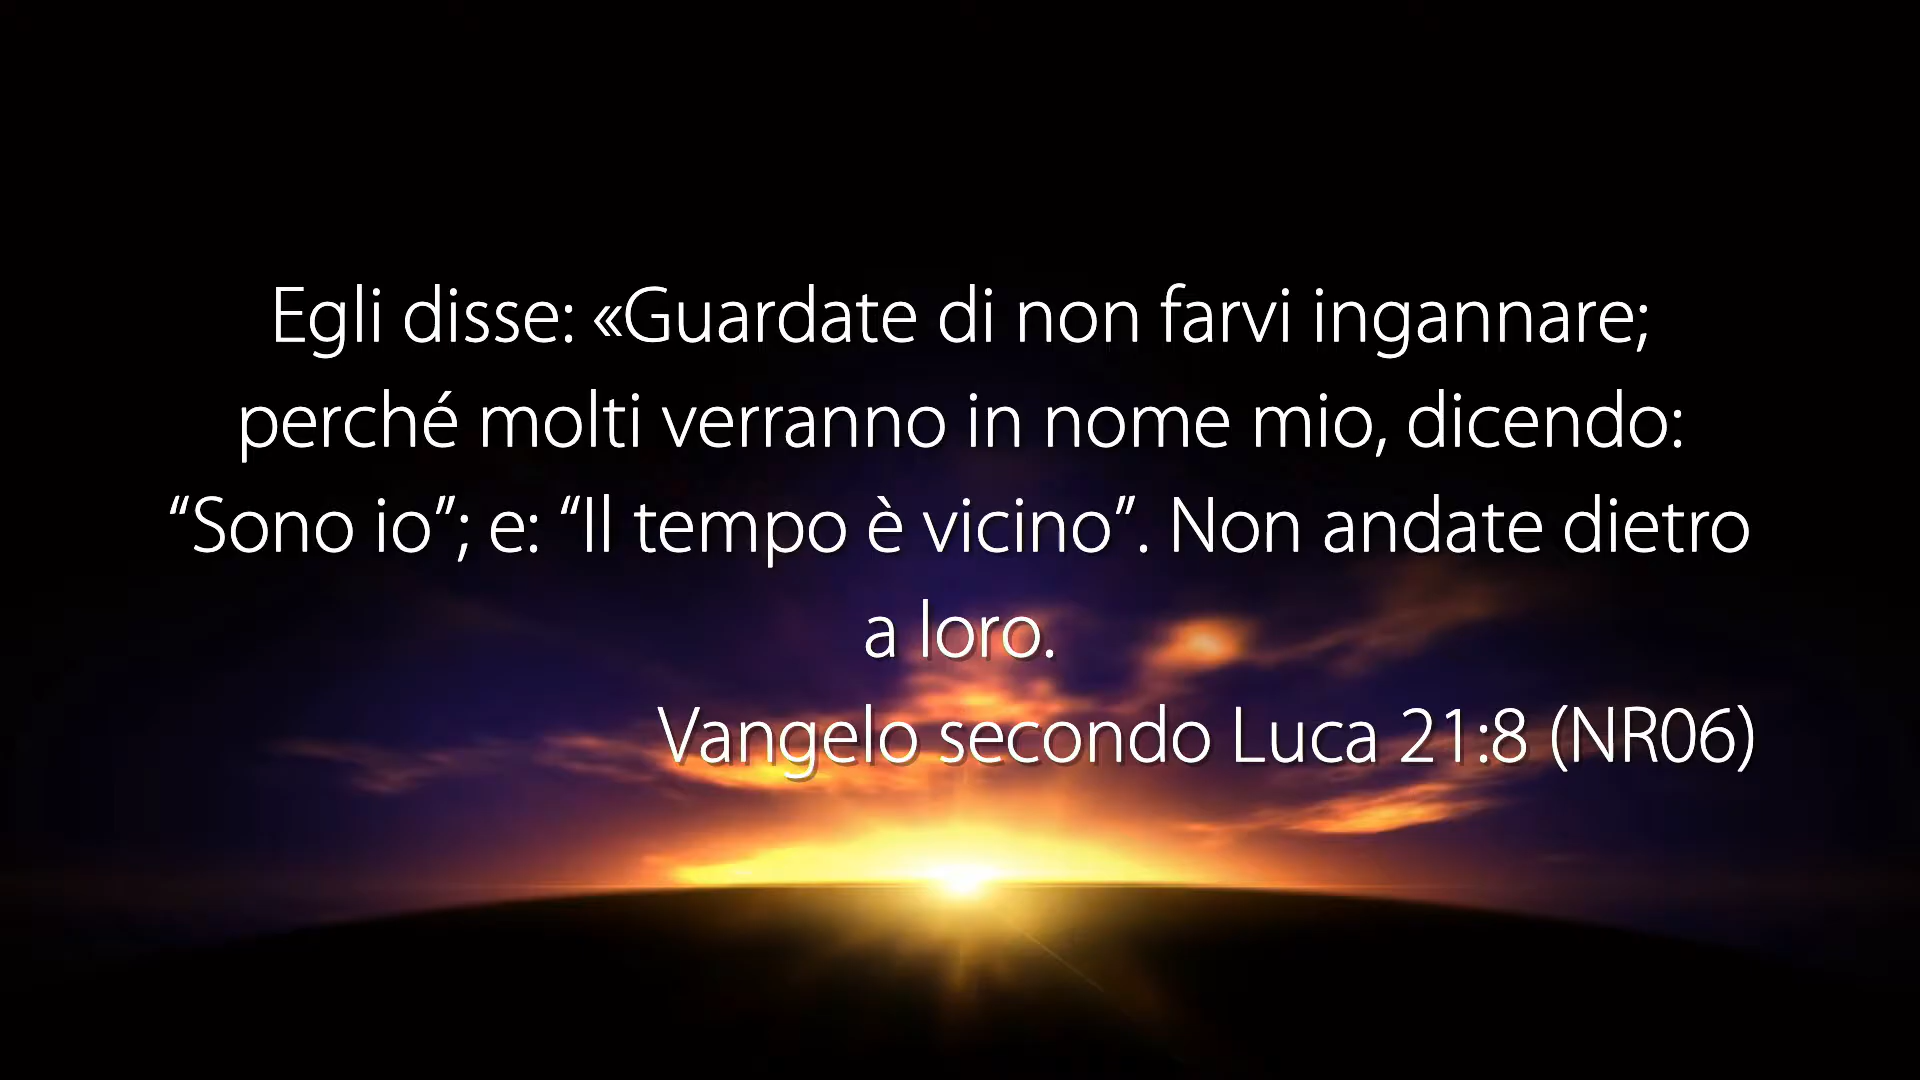 Egli disse: «Guardate di non farvi ingannare;
perché molti verranno in nome mio, dicendo:
“Sono io”; e: “Il tempo è vicino”. Non andate dietro
a loro.
Vangelo secondo Luca 21:8 (NR06)